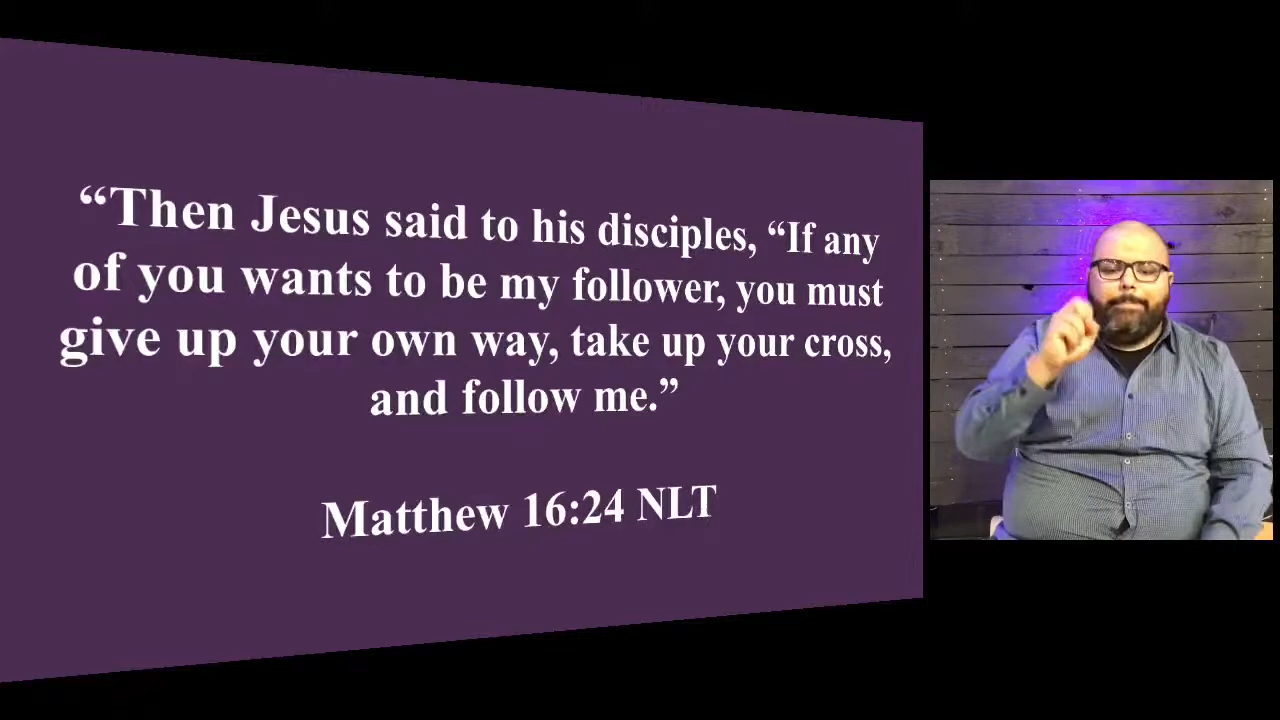 “Then Jesus said to his disciples, “If any
of you wants to be my follower, you must
give up your own way, take up your cross,
and follow me.”
Matthew 16:24 NLT